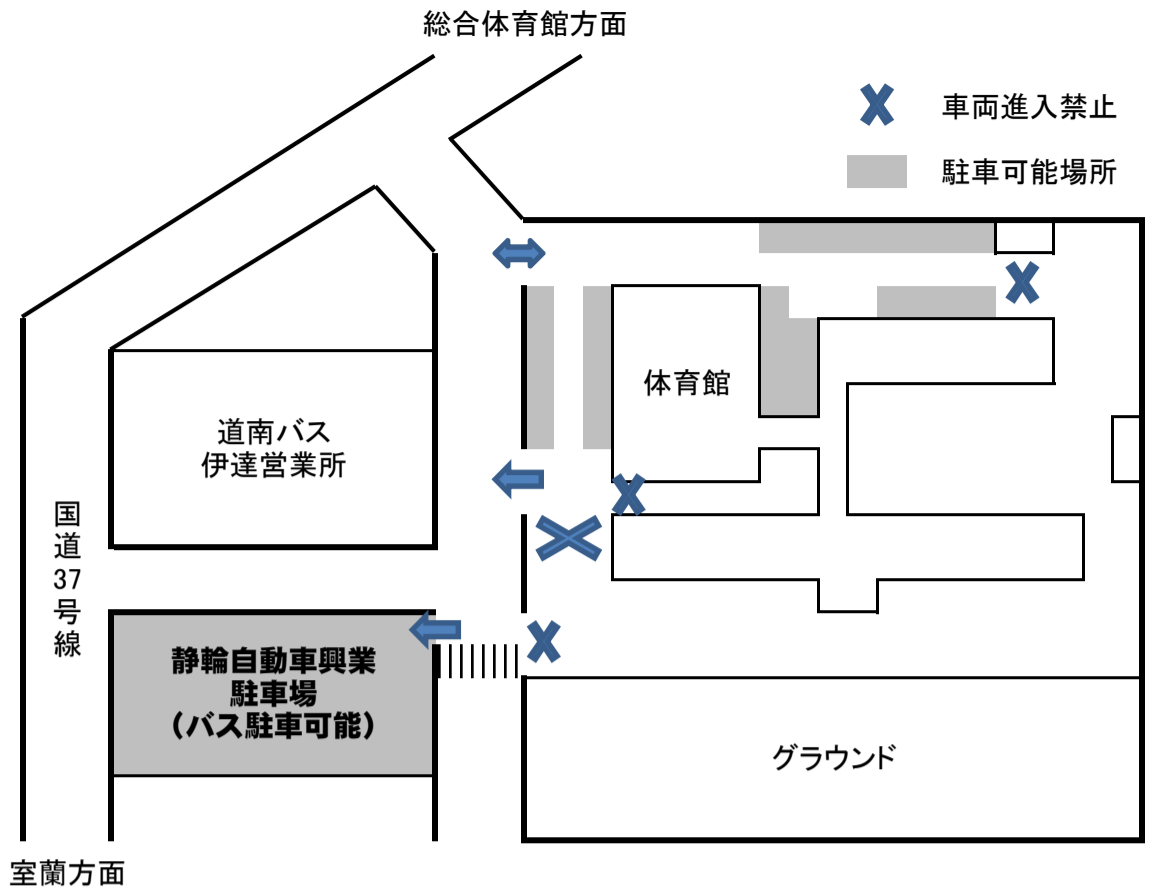 総合体育館方面
車両進入禁止
駐車可能場所
体育館
道南バス
伊達営業所
国道37号線
静輪自動車興業
駐車場
（バス駐車可能）
グラウンド
室蘭方面